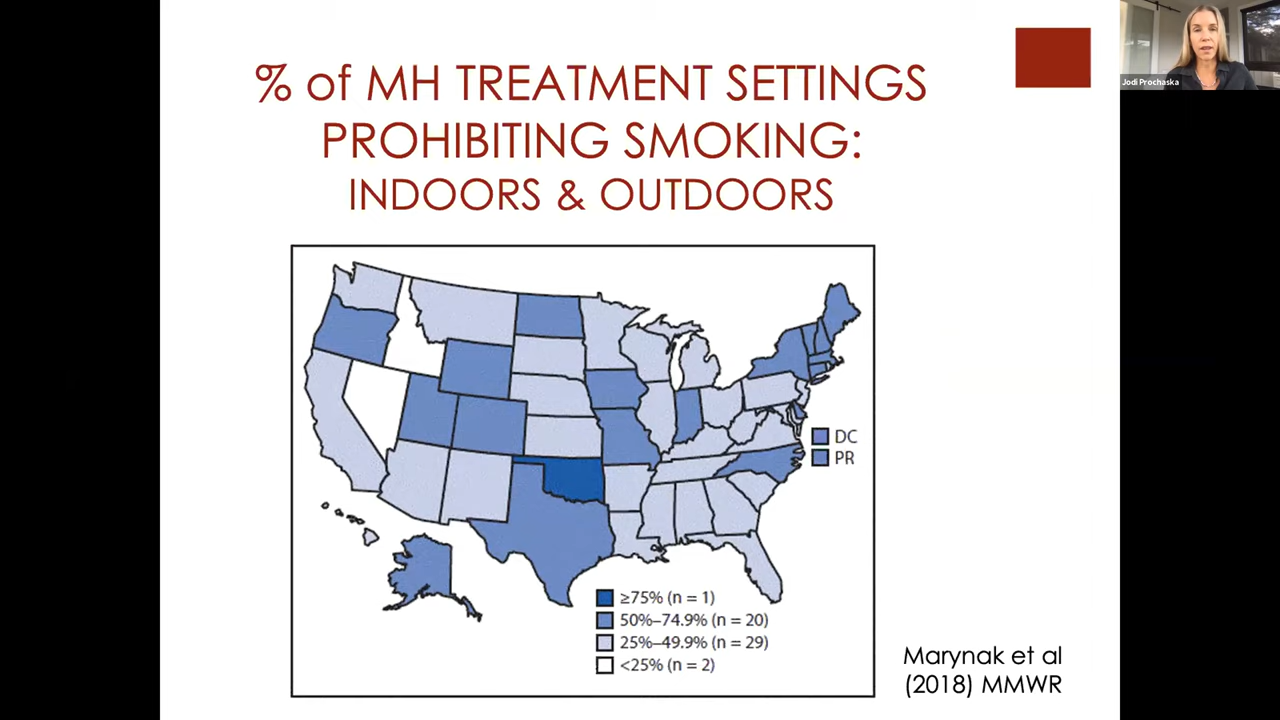 % of MH TREATMENT SETTINGS
PROHIBITING SMOKING:
INDOORS & OUTDOORS
Jodi Prochaska
DC
PR
≥75% (n = 1)
50%–74.9% (n = 20)
25%–49.9% (n = 29)
<25% (n = 2)
Marynak et al
(2018) MMWR